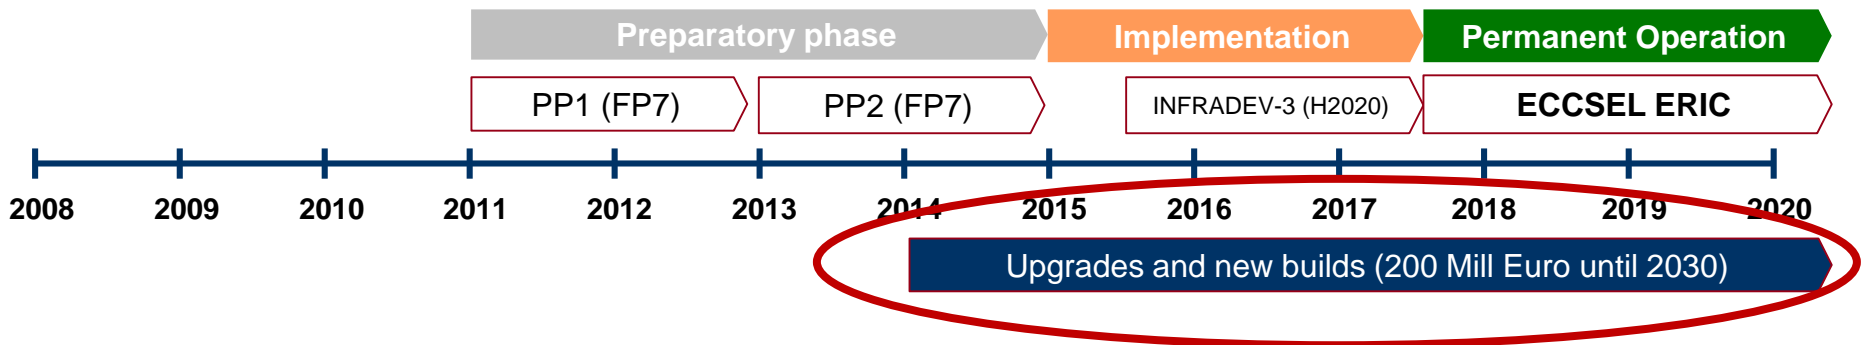 Preparatory phase Implementation Permanent Operation
PP1 (FP7) PP2 (FP7) INFRADEV-3 (H2020) ECCSEL ERIC
2008 2009 2010 2011 2012 2013 2014 2015 2016 2017 2018 2019 2020
Upgrades and new builds (200 Mill Euro until 2030)